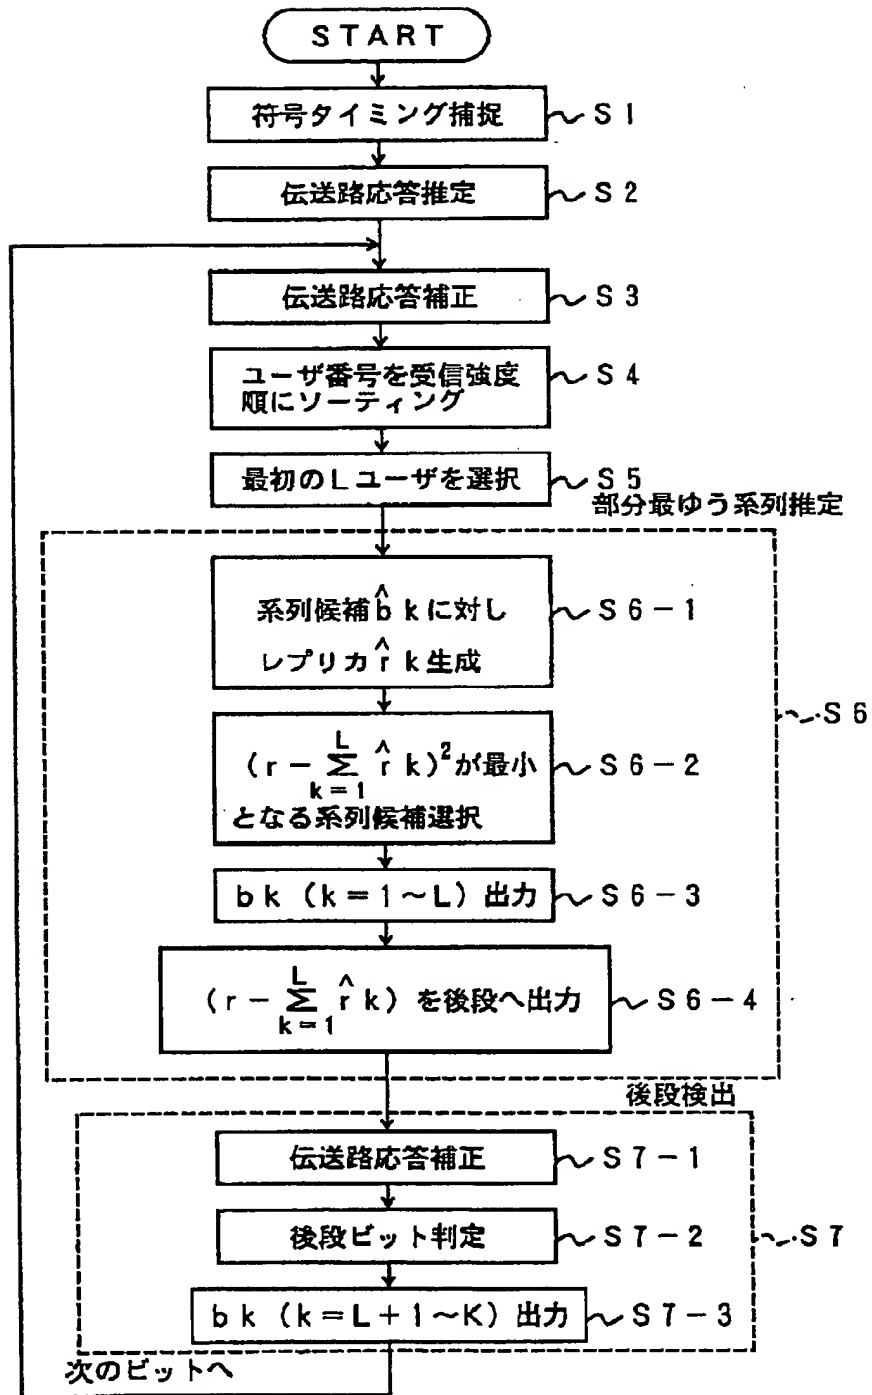 START
符号タイミング捕捉 ～ S1
伝送路応答推定 ～ S2
伝送路応答補正 ～ S3
ユーザ番号を受信強度 ～ S4
順にソーティング
最初のLユーザを選択 ～ S5
部分最ゆう系列推定
系列候補b̂kに対し ～ S6-1
レプリカr̂k生成
S6
(r-∑_{k=1}^{L} r̂k)²が最小 ～ S6-2
となる系列候補選択
bk (k=1~L) 出力 ～ S6-3
(r-∑_{k=1}^{L} r̂k) を後段へ出力 ～ S6-4
後段検出
伝送路応答補正 ～ S7-1
後段ビット判定 ～ S7-2
S7
bk (k=L+1~K) 出力 ～ S7-3
次のビットへ